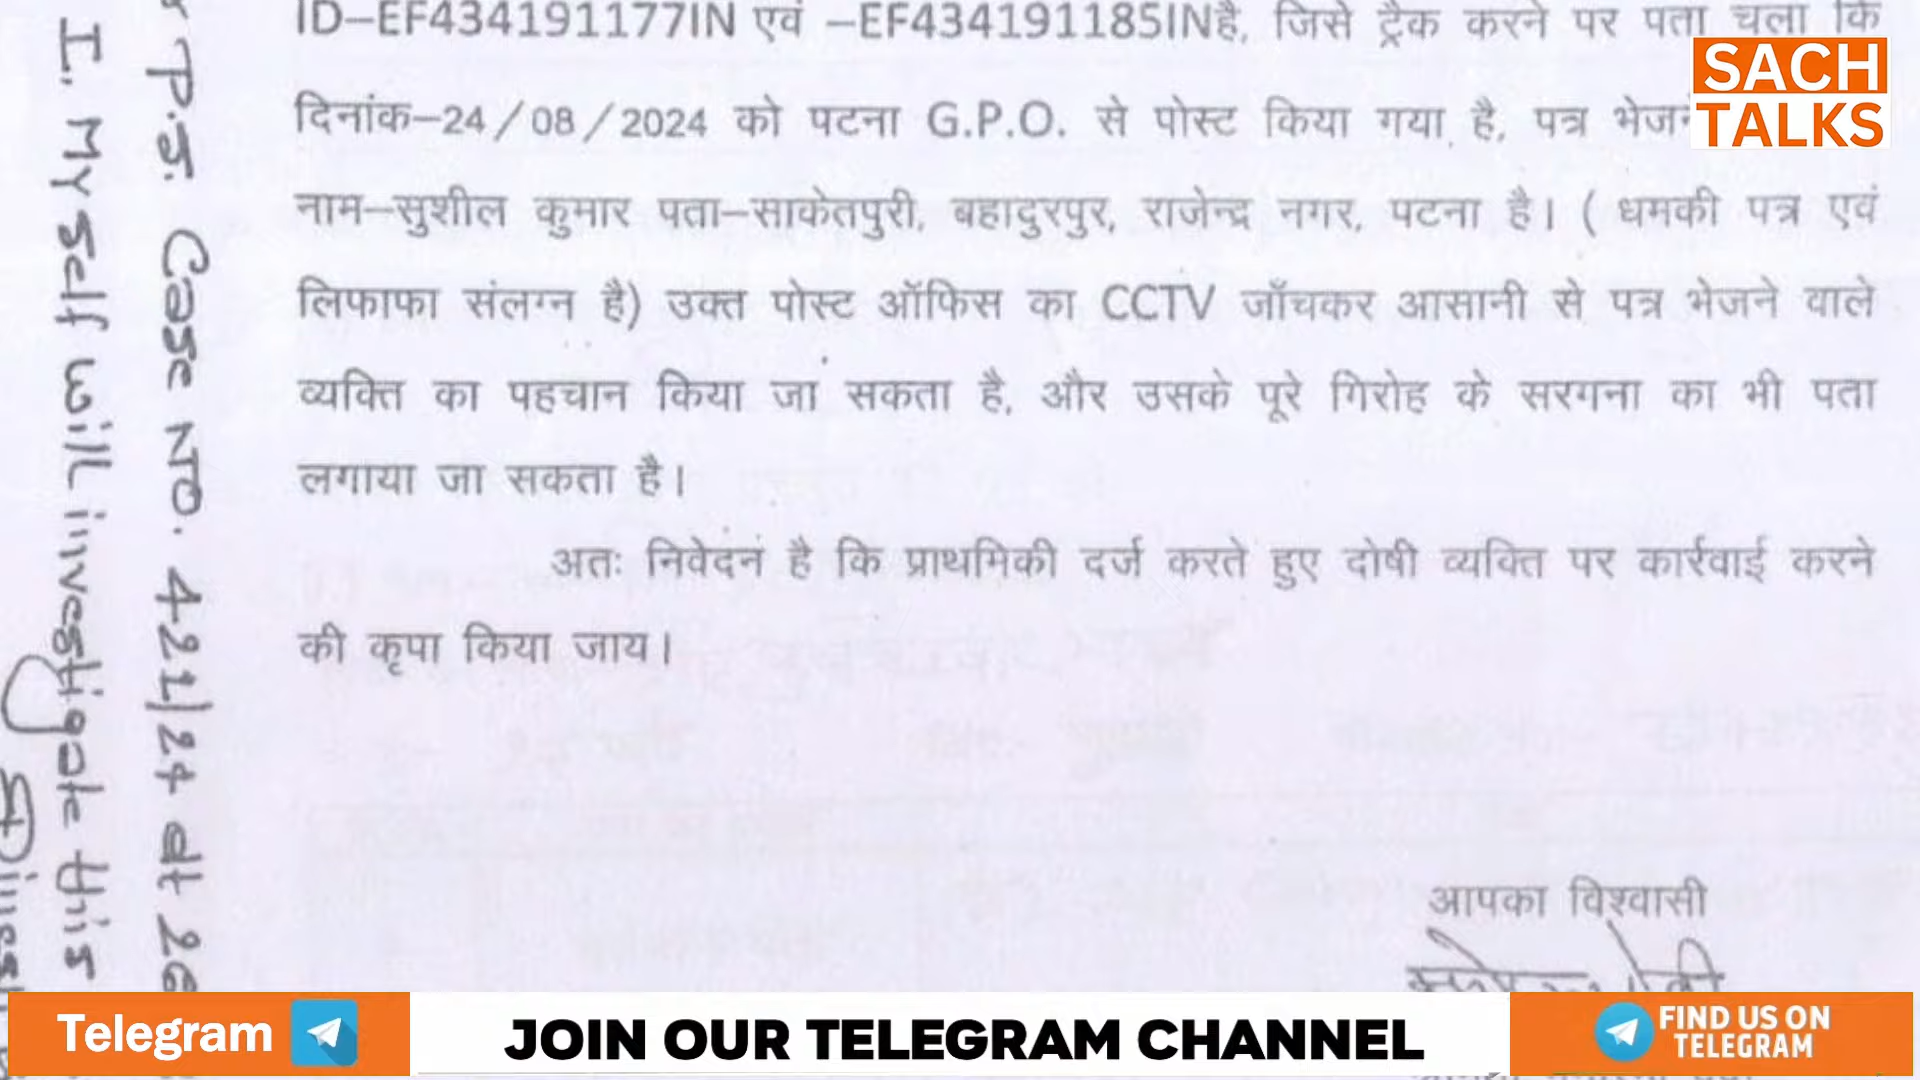 ID–EF434191177IN एवं –EF434191185INहै, जिसे ट्रैक करने पर पता चला कि
दिनांक–24/08/2024 को पटना G.P.O. से पोस्ट किया गया है, पत्र
नाम–सुशील कुमार पता–साकेतपुरी, बहादुरपुर, राजेन्द्र नगर, पटना है। ( धमकी पत्र एवं
लिफाफा संलग्न है) उक्त पोस्ट ऑफिस का CCTV जाँचकर आसानी से पत्र भेजने वाले
व्यक्ति का पहचान किया जा सकता है, और उसके पूरे गिरोह के सरगना का भी पता
लगाया जा सकता है।
अतः निवेदन है कि प्राथमिकी दर्ज करते हुए दोषी व्यक्ति पर कार्रवाई करने
की कृपा किया जाय।
आपका विश्वासी
P.S. Case No. 421/24 dt 26
I. Myself will investigate this
SACH
TALKS
Telegram
JOIN OUR TELEGRAM CHANNEL
FIND US ON
TELEGRAM